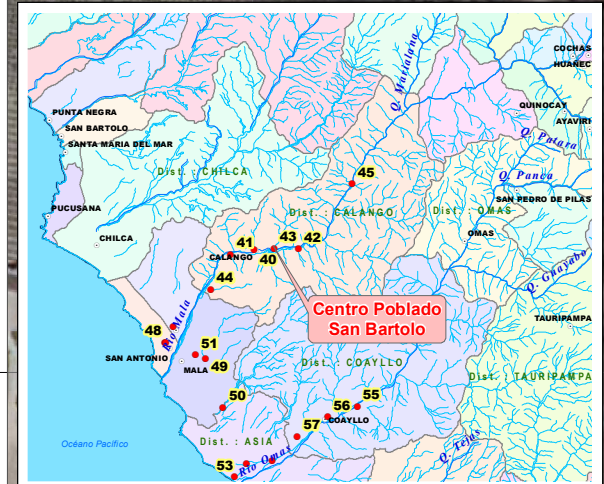 COCHAS
HUAÑEC
Q. Matialaña
PUNTA NEGRA
SAN BARTOLO
SANTA MARIA DEL MAR
QUINOCAY
AYAVIRI
Q. Patara
Dist. : CHILCA
Q. Panca
45
SAN PEDRO DE PILAS
PUCUSANA
Dist. : CALANGO
Dist. : OMAS
OMAS
CHILCA
41
43
42
CALANGO
40
Q. Guayabo
44
Centro Poblado
San Bartolo
TAURIPAMPA
48
Rio Mala
51
SAN ANTONIO
MALA
49
Dist. : COAYLLO
Dist. : TAURIPAMPA
50
56
55
COAYLLO
57
Océano Pacífico
Dist. : ASIA
Q. Tejas
53
Rio Omas